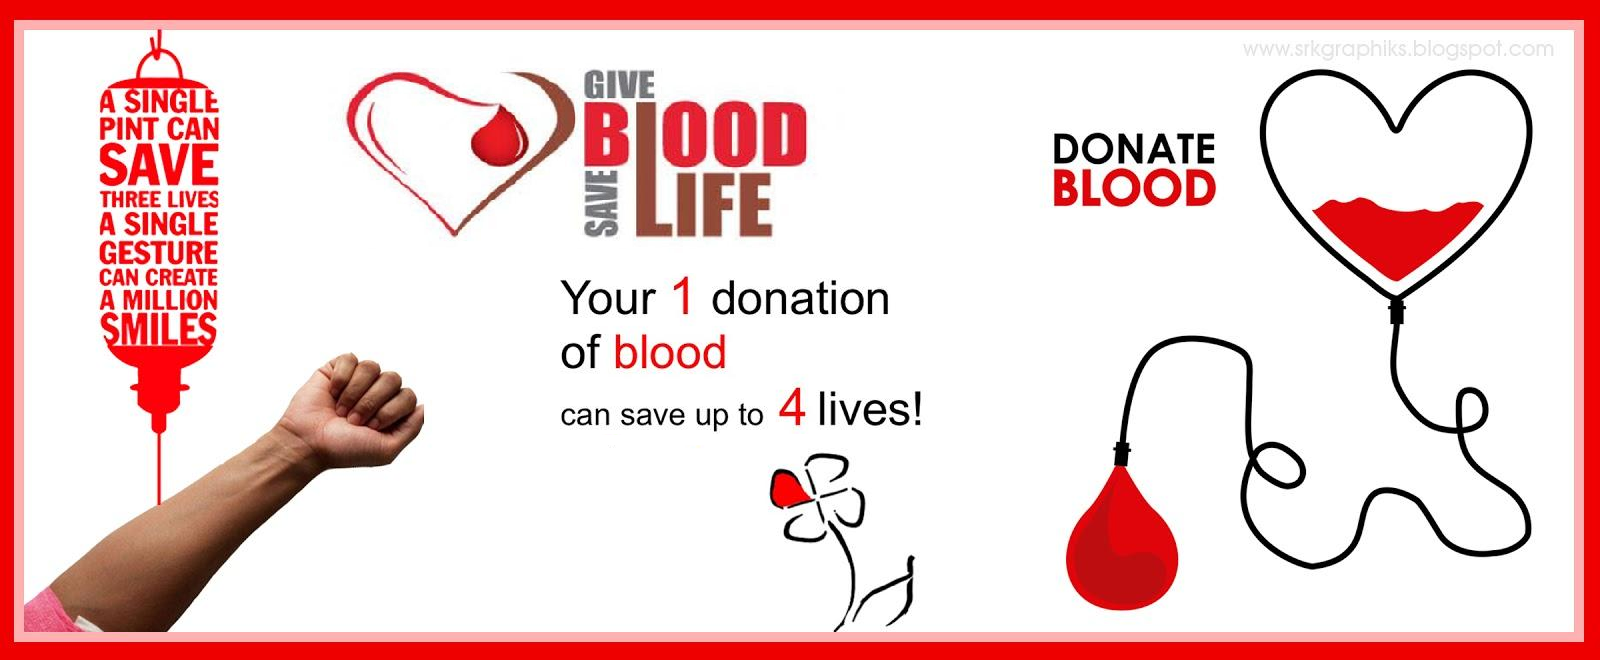 A SINGLE
PINT CAN
SAVE
THREE LIVES
A SINGLE
GESTURE
CAN CREATE
A MILLION
SMILES
GIVE
BLOOD
SAVE
LIFE
Your 1 donation
of blood
can save up to 4 lives!
DONATE
BLOOD
www.srkgraphiks.blogspot.com